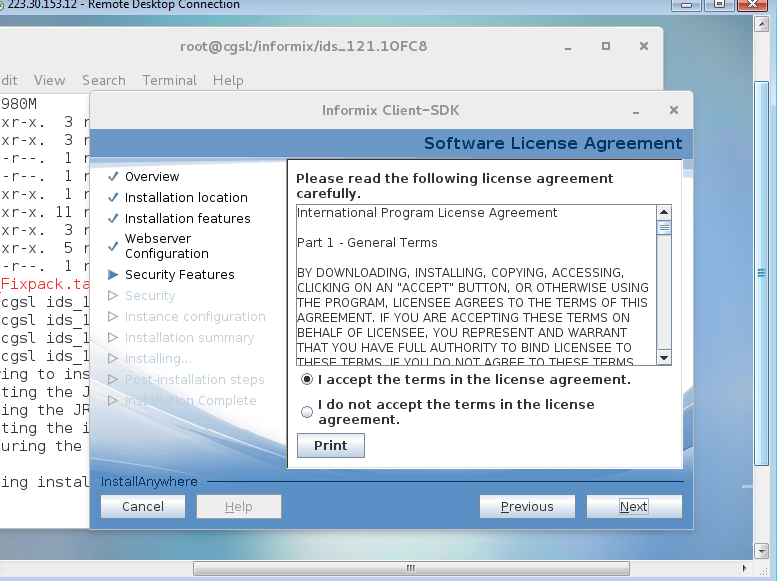 223.30.153.12 - Remote Desktop Connection
root@cgsl:/informix/ids_121.10FC8
dit View Search Terminal Help
980M
xr-x. 3 r
xr-x. 3 r
-r--. 1 r
-r--. 1 r
xr-x. 1 r
xr-x. 11 r
xr-x. 3 r
xr-x. 5 r
-r--. 1 r
Fixpack.ta
cgsl ids_1
cgsl ids_1
cgsl ids_1
cgsl ids_1
ing to ins
ting the J
ing the JR
ting the i
uring the
ing instal
Informix Client-SDK
Software License Agreement
Overview
Installation location
Installation features
Webserver
Configuration
Security Features
Security
Instance configuration
Installation summary
Installing...
Post-installation steps
Installation Complete
Please read the following license agreement
carefully.
International Program License Agreement
Part 1 - General Terms
BY DOWNLOADING, INSTALLING, COPYING, ACCESSING,
CLICKING ON AN "ACCEPT" BUTTON, OR OTHERWISE USING
THE PROGRAM, LICENSEE AGREES TO THE TERMS OF THIS
AGREEMENT. IF YOU ARE ACCEPTING THESE TERMS ON
BEHALF OF LICENSEE, YOU REPRESENT AND WARRANT
THAT YOU HAVE FULL AUTHORITY TO BIND LICENSEE TO
THESE TERMS. IF YOU DO NOT AGREE TO THESE TERMS
I accept the terms in the license agreement.
I do not accept the terms in the license
agreement.
Print
InstallAnywhere
Cancel Help Previous Next